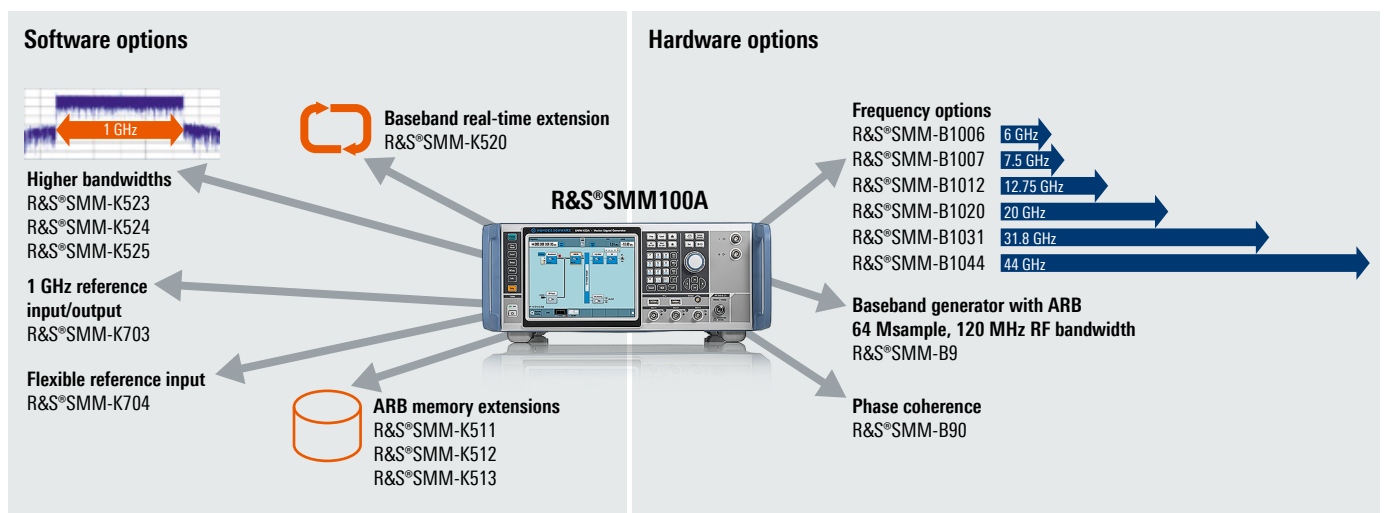 Software options
1 GHz
Higher bandwidths
R&S®SMM-K523
R&S®SMM-K524
R&S®SMM-K525
1 GHz reference
input/output
R&S®SMM-K703
Flexible reference input
R&S®SMM-K704
Baseband real-time extension
R&S®SMM-K520
ARB memory extensions
R&S®SMM-K511
R&S®SMM-K512
R&S®SMM-K513
R&S®SMM100A
Hardware options
Frequency options
R&S®SMM-B1006 6 GHz
R&S®SMM-B1007 7.5 GHz
R&S®SMM-B1012 12.75 GHz
R&S®SMM-B1020 20 GHz
R&S®SMM-B1031 31.8 GHz
R&S®SMM-B1044 44 GHz
Baseband generator with ARB
64 Msample, 120 MHz RF bandwidth
R&S®SMM-B9
Phase coherence
R&S®SMM-B90